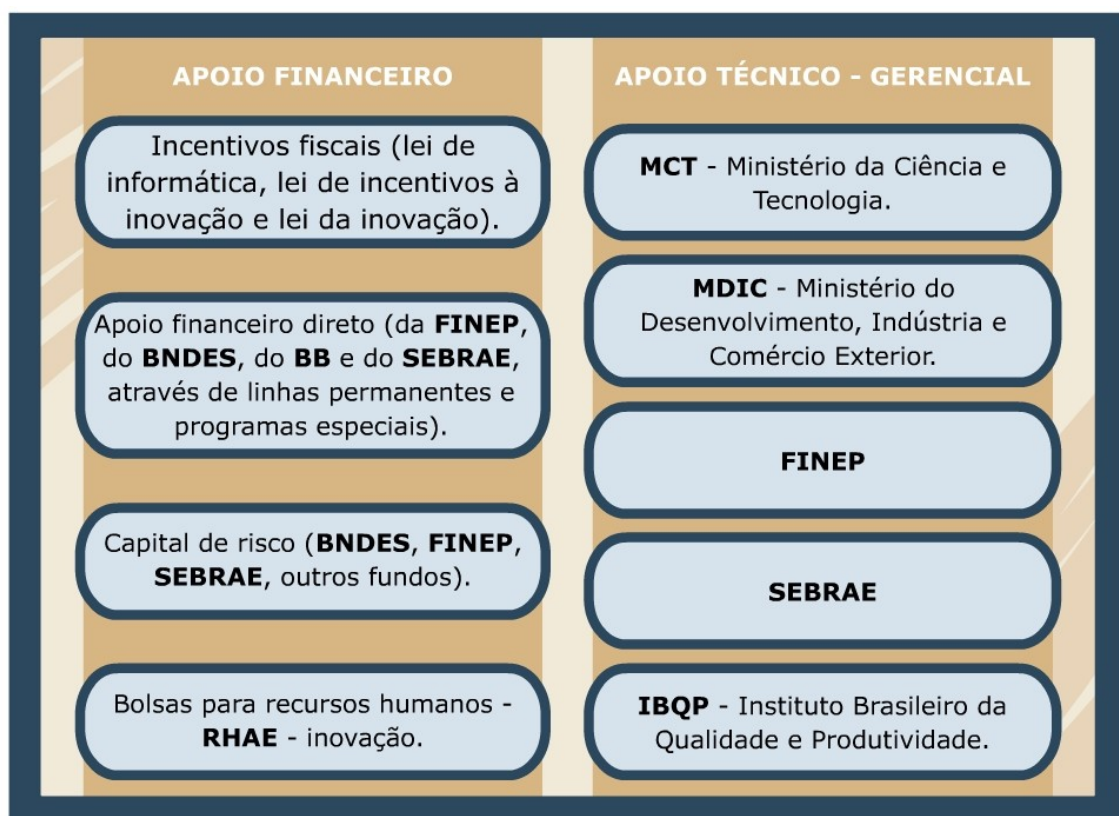 APOIO FINANCEIRO
Incentivos fiscais (lei de
informática, lei de incentivos à
inovação e lei da inovação).
Apoio financeiro direto (da FINEP,
do BNDES, do BB e do SEBRAE,
através de linhas permanentes e
programas especiais).
Capital de risco (BNDES, FINEP,
SEBRAE, outros fundos).
Bolsas para recursos humanos -
RHAE - inovação.
APOIO TÉCNICO - GERENCIAL
MCT - Ministério da Ciência e
Tecnologia.
MDIC - Ministério do
Desenvolvimento, Indústria e
Comércio Exterior.
FINEP
SEBRAE
IBQP - Instituto Brasileiro da
Qualidade e Produtividade.